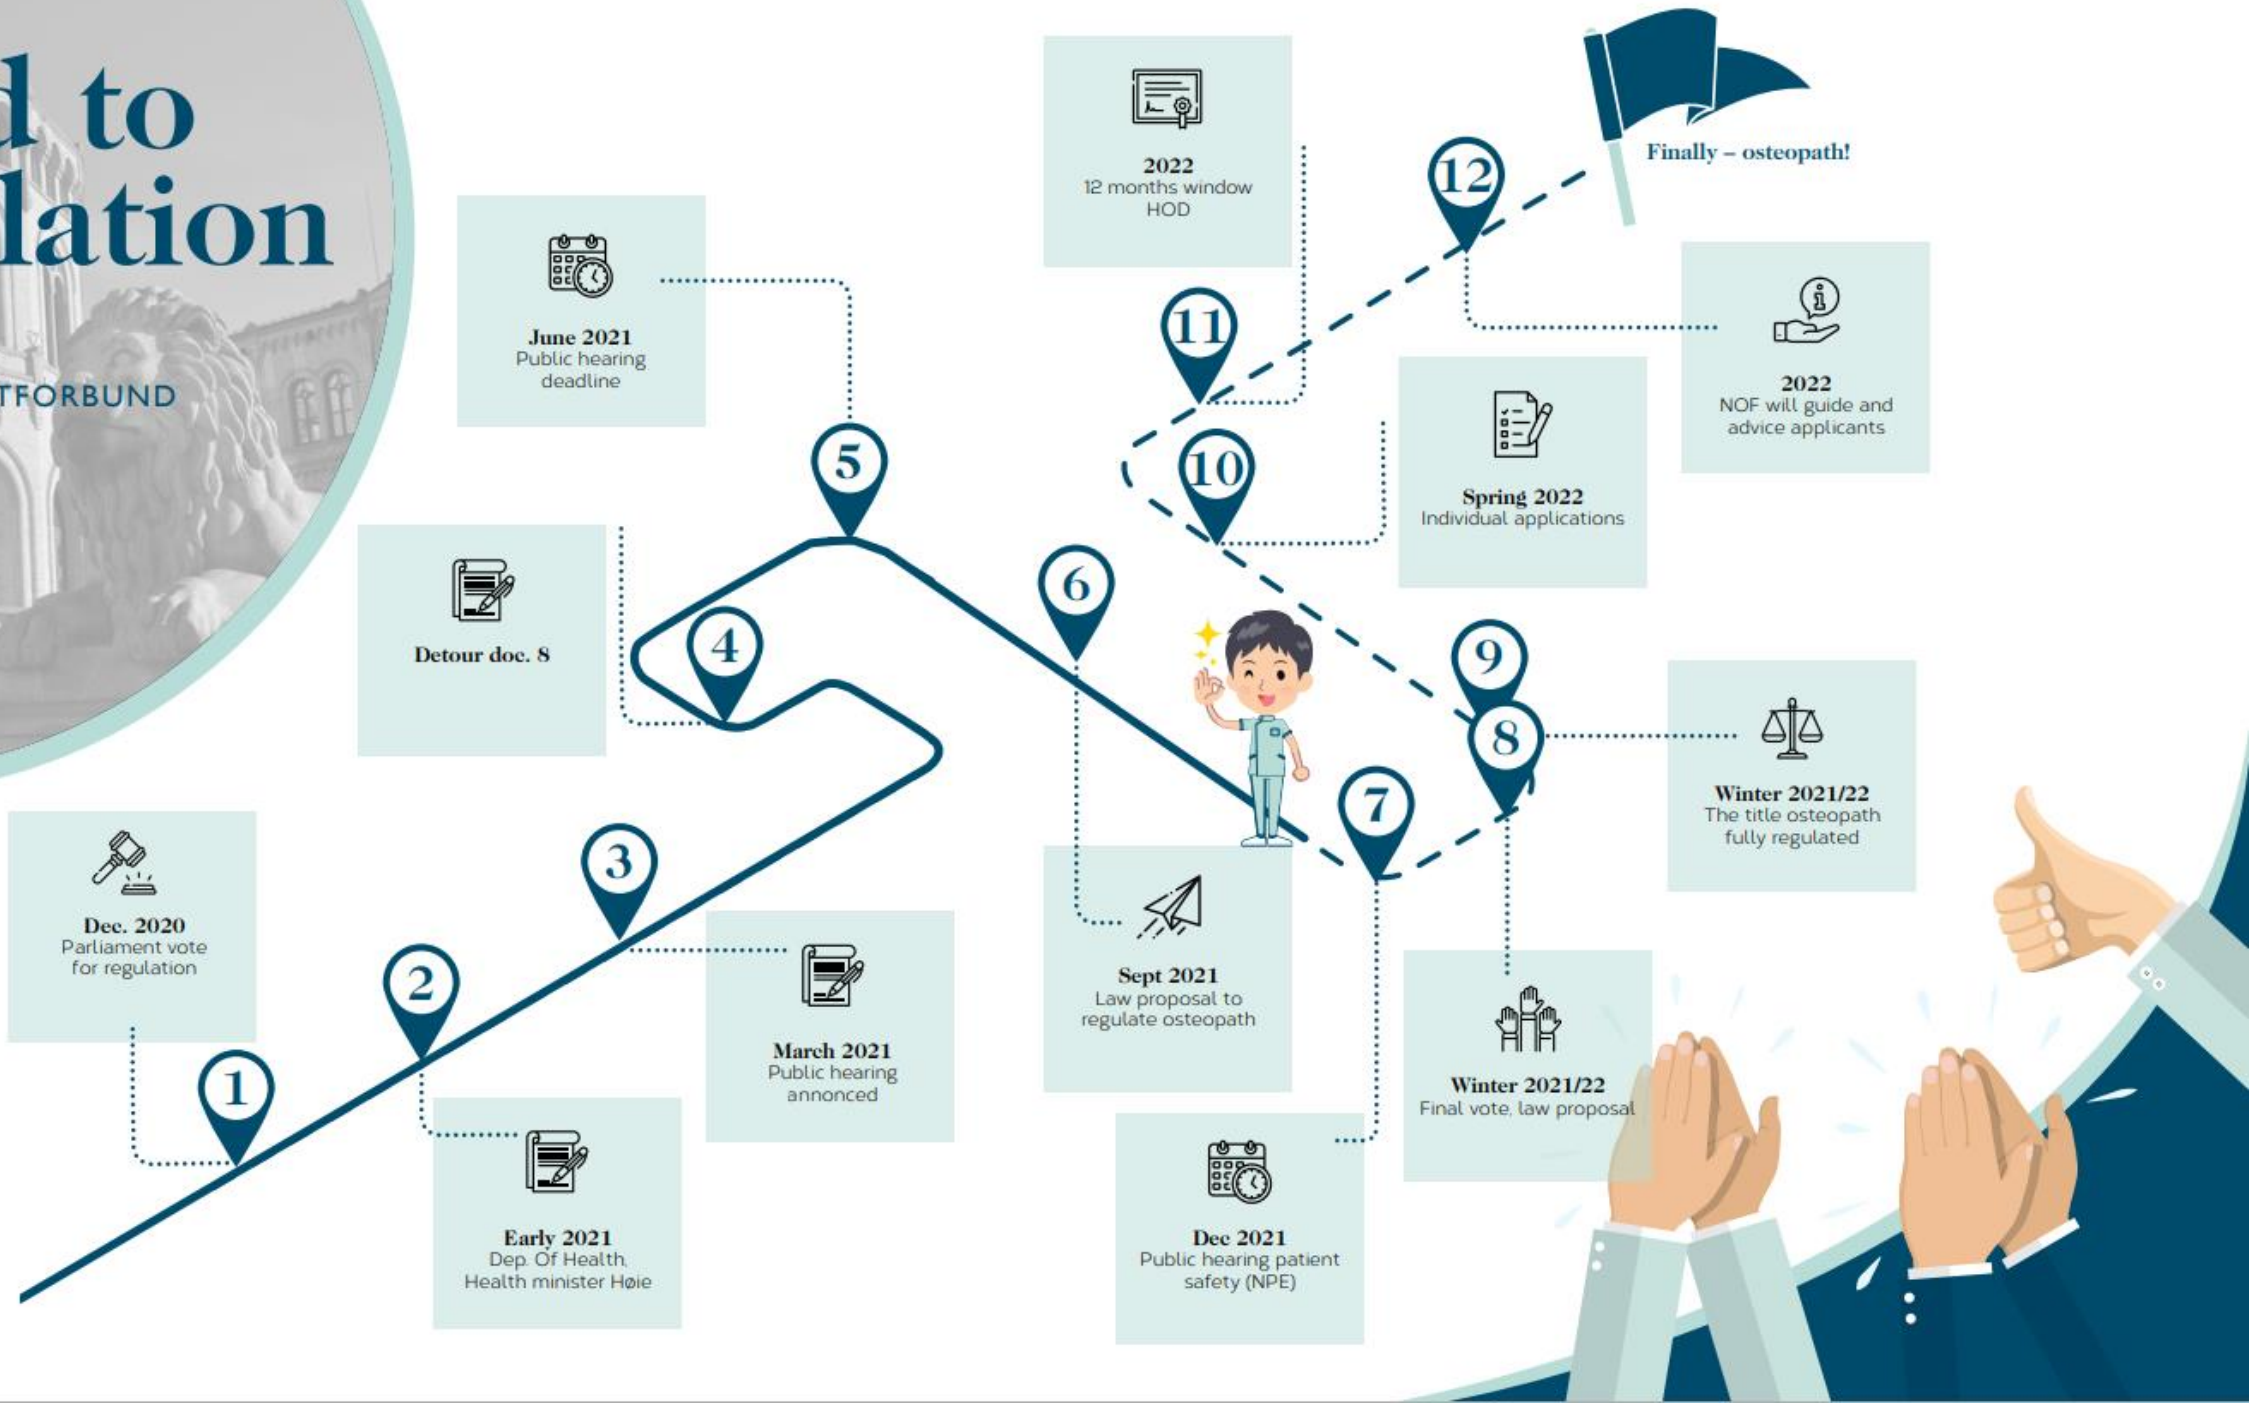 d to
lation
TFORBUND
1
Dec. 2020
Parliament vote
for regulation
2
Early 2021
Dep. Of Health,
Health minister Høie
3
March 2021
Public hearing
annonced
4
Detour doc. 8
5
June 2021
Public hearing
deadline
6
Sept 2021
Law proposal to
regulate osteopath
7
Dec 2021
Public hearing patient
safety (NPE)
8
Winter 2021/22
Final vote, law proposal
9
Winter 2021/22
The title osteopath
fully regulated
10
Spring 2022
Individual applications
11
2022
12 months window
HOD
12
2022
NOF will guide and
advice applicants
Finally – osteopath!